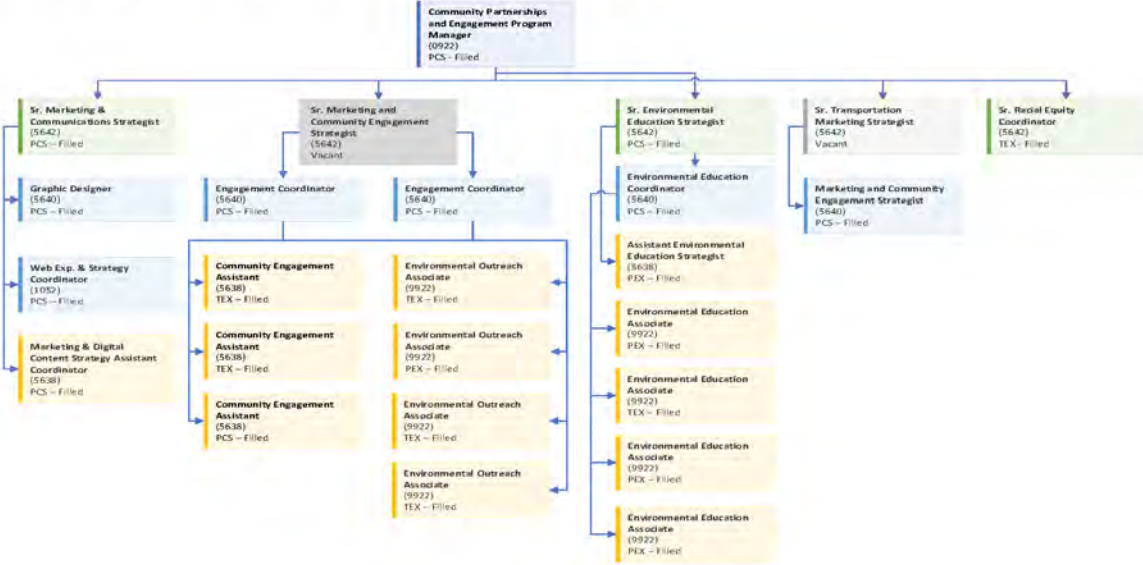 Community Partnerships
and Engagement Program
Manager
(0922)
PCS - Filled
Sr. Marketing &
Communications Strategist
(5642)
PCS – Filled
Sr. Marketing and
Community Engagement
Strategist
(5642)
Vacant
Sr. Environmental
Education Strategist
(5642)
PCS – Filled
Sr. Transportation
Marketing Strategist
(5642)
Vacant
Sr. Racial Equity
Coordinator
(5642)
TEX - Filled
Graphic Designer
(5640)
PCS – Filled
Engagement Coordinator
(5640)
PCS – Filled
Engagement Coordinator
(5640)
PCS – Filled
Environmental Education
Coordinator
(5640)
PCS – Filled
Marketing and Community
Engagement Strategist
(5640)
PCS – Filled
Web Exp. & Strategy
Coordinator
(1052)
PCS – Filled
Marketing & Digital
Content Strategy Assistant
Coordinator
(5638)
PCS – Filled
Community Engagement
Assistant
(5638)
TEX – Filled
Community Engagement
Assistant
(5638)
TEX – Filled
Community Engagement
Assistant
(5638)
PCS – Filled
Environmental Outreach
Associate
(9922)
TEX – Filled
Environmental Outreach
Associate
(9922)
PEX – Filled
Environmental Outreach
Associate
(9922)
TEX – Filled
Environmental Outreach
Associate
(9922)
TEX – Filled
Assistant Environmental
Education Strategist
(5638)
PEX – Filled
Environmental Education
Associate
(9922)
PEX – Filled
Environmental Education
Associate
(9922)
TEX – Filled
Environmental Education
Associate
(9922)
PEX – Filled
Environmental Education
Associate
(9922)
PEX – Filled